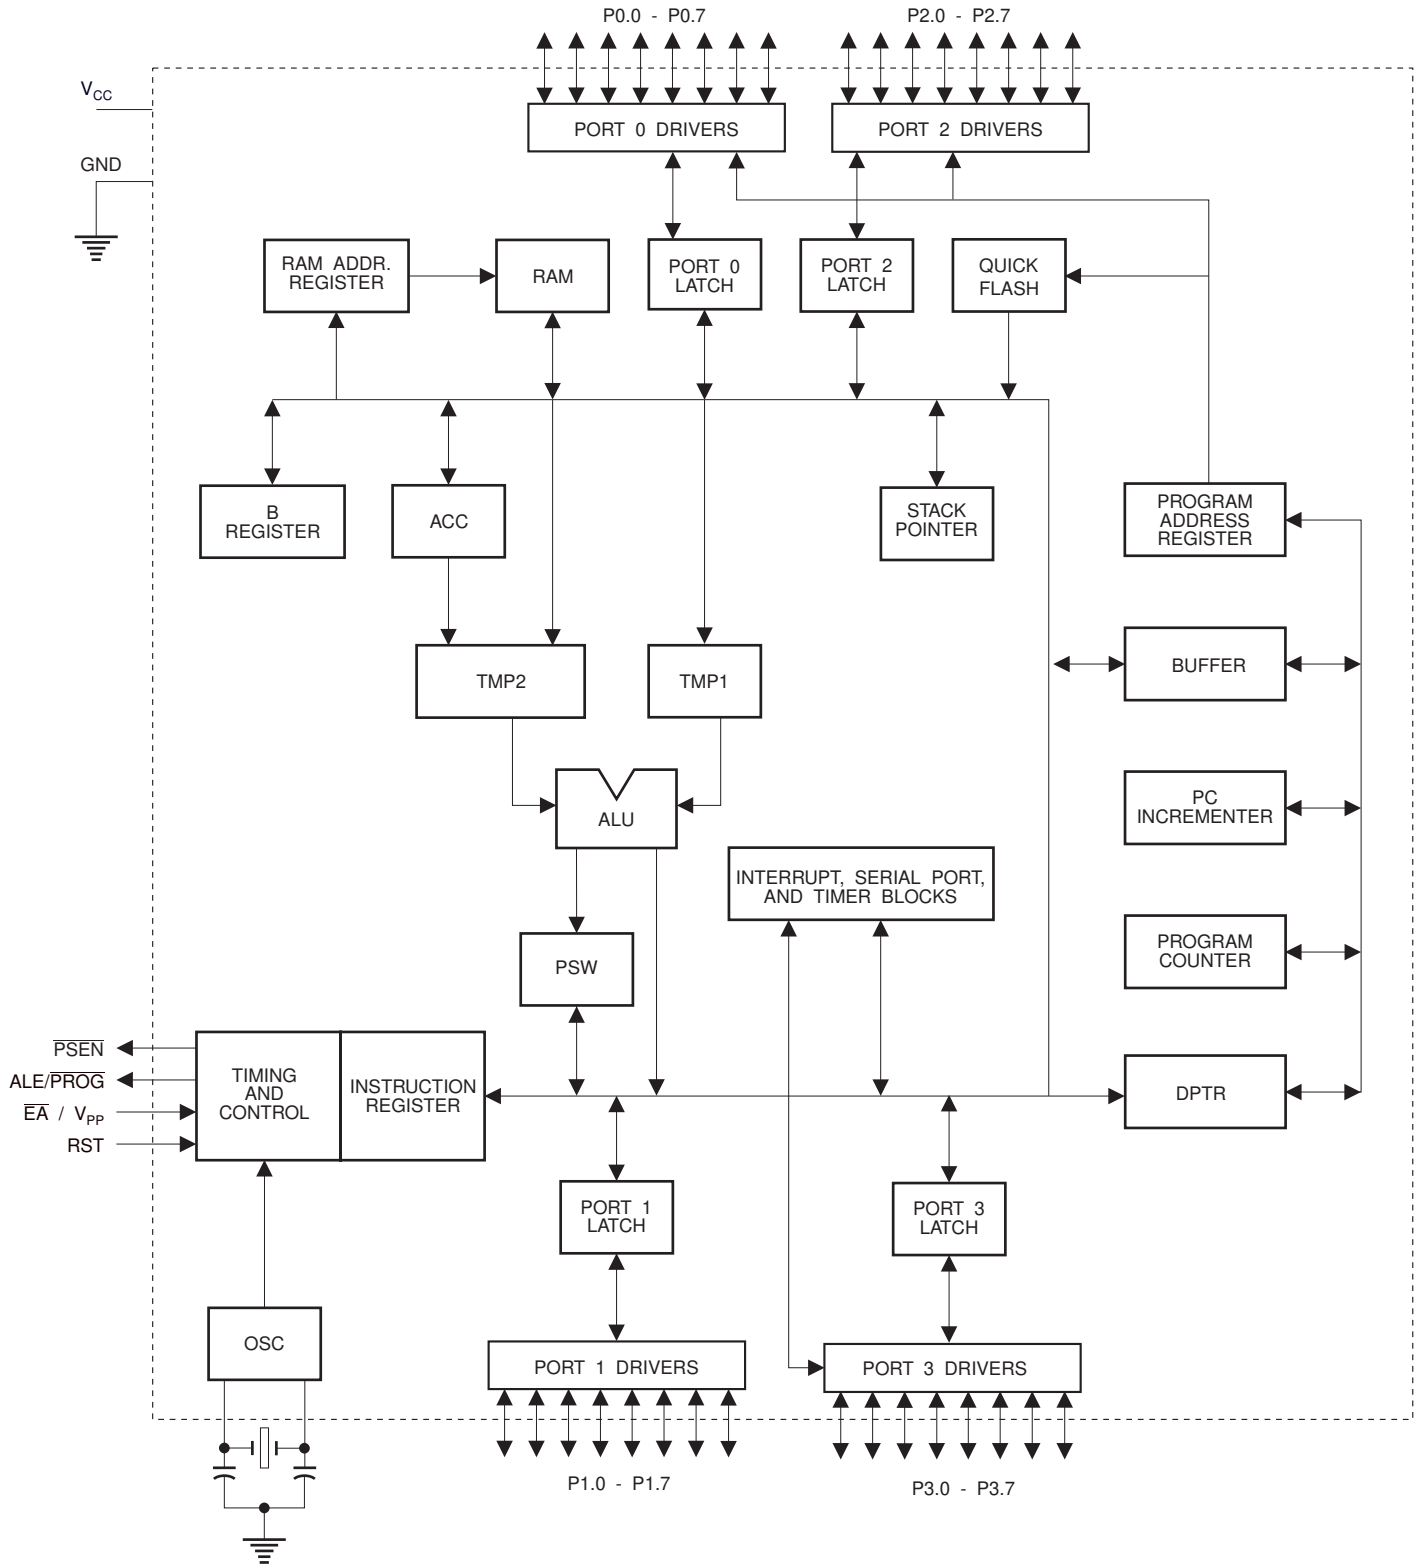 P0.0 - P0.7
P2.0 - P2.7
VCC
PORT 0 DRIVERS
PORT 2 DRIVERS
GND
RAM ADDR.
REGISTER
RAM
PORT 0
LATCH
PORT 2
LATCH
QUICK
FLASH
B
REGISTER
ACC
STACK
POINTER
PROGRAM
ADDRESS
REGISTER
TMP2
TMP1
BUFFER
ALU
PC
INCREMENTER
INTERRUPT, SERIAL PORT,
AND TIMER BLOCKS
PROGRAM
COUNTER
PSW
PSEN
ALE/PROG
EA / VPP
RST
TIMING
AND
CONTROL
INSTRUCTION
REGISTER
DPTR
PORT 1
LATCH
PORT 3
LATCH
OSC
PORT 1 DRIVERS
PORT 3 DRIVERS
P1.0 - P1.7
P3.0 - P3.7